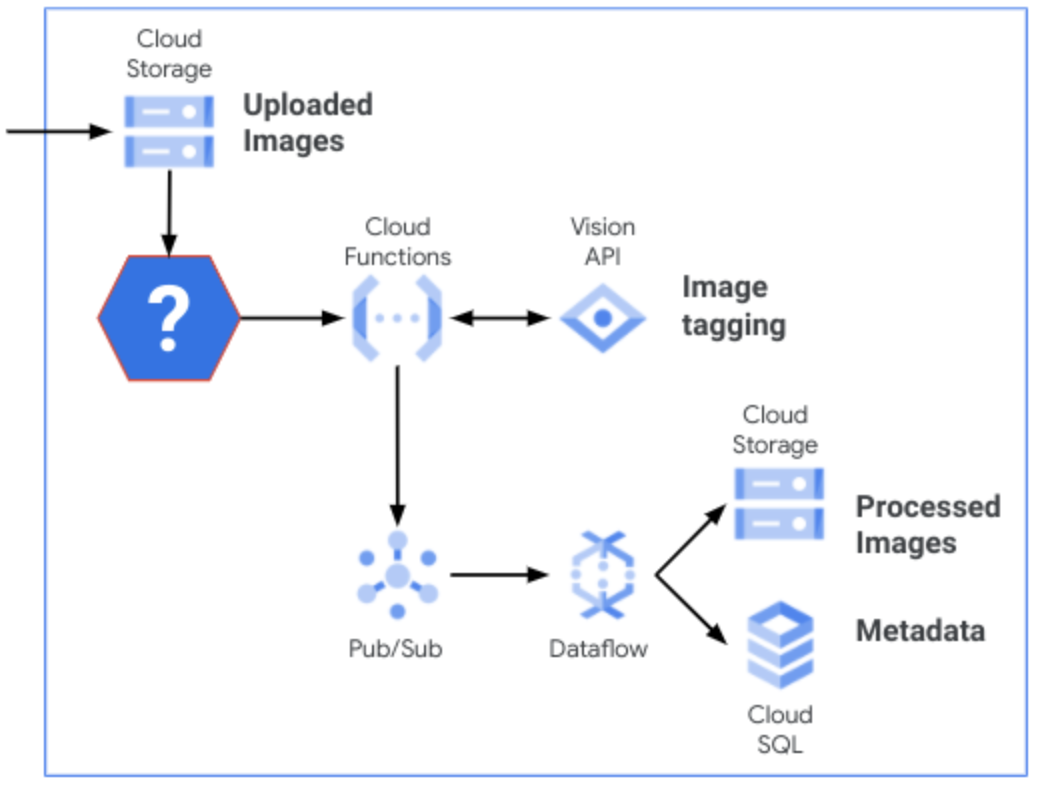 Cloud
Storage
Uploaded
Images
?
Cloud
Functions
Vision
API
Image
tagging
Cloud
Storage
Processed
Images
Pub/Sub
Dataflow
Metadata
Cloud
SQL